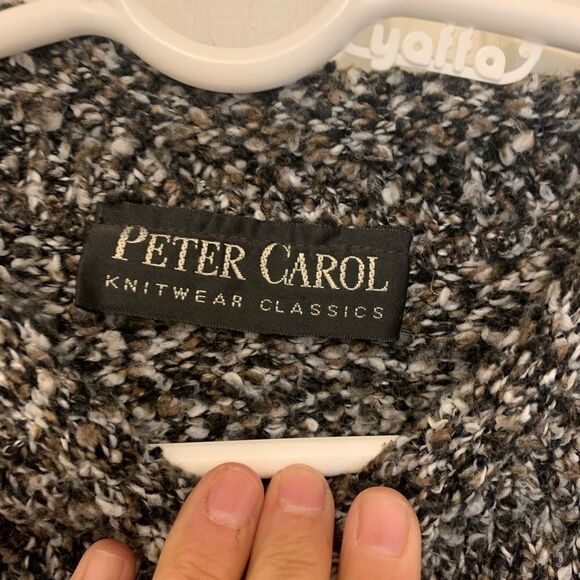 yaffa
PETER CAROL
KNITWEAR CLASSICS